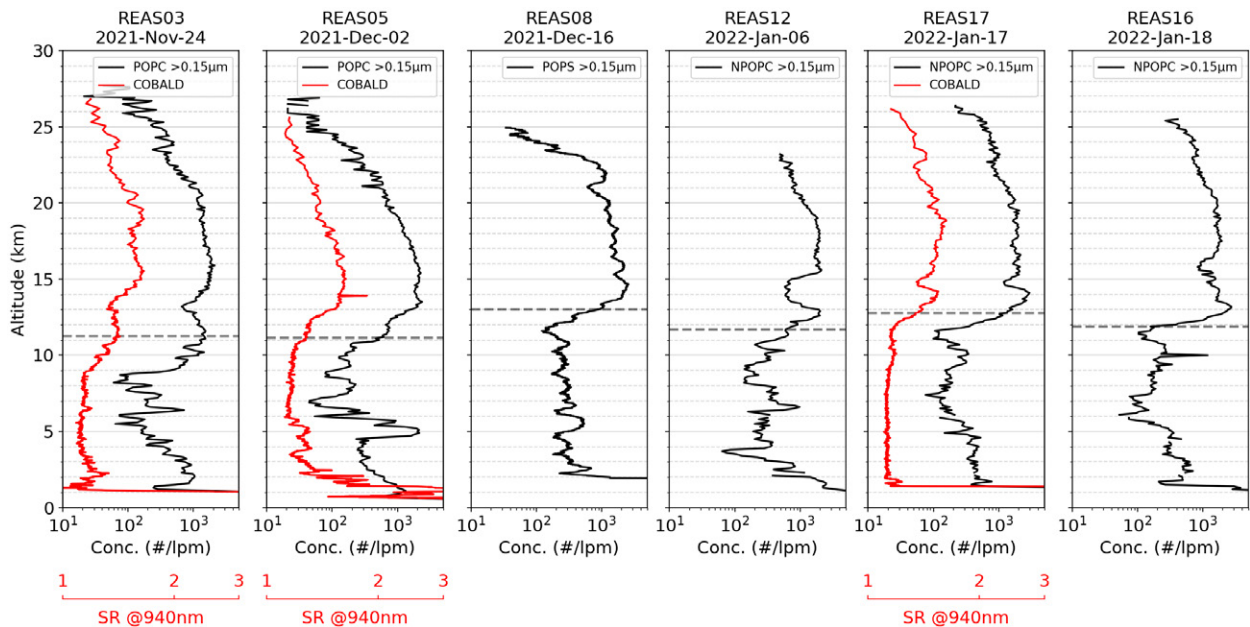 REAS03
2021-Nov-24
REAS05
2021-Dec-02
REAS08
2021-Dec-16
REAS12
2022-Jan-06
REAS17
2022-Jan-17
REAS16
2022-Jan-18
POPC >0.15µm
COBALD
POPC >0.15µm
COBALD
POPS >0.15µm
NPOPC >0.15µm
NPOPC >0.15µm
COBALD
NPOPC >0.15µm
Altitude (km)
30
25
20
15
10
5
0
10¹ 10² 10³
Conc. (#/lpm)
10¹ 10² 10³
Conc. (#/lpm)
10¹ 10² 10³
Conc. (#/lpm)
10¹ 10² 10³
Conc. (#/lpm)
10¹ 10² 10³
Conc. (#/lpm)
10¹ 10² 10³
Conc. (#/lpm)
1 2 3
SR @940nm
1 2 3
SR @940nm
1 2 3
SR @940nm